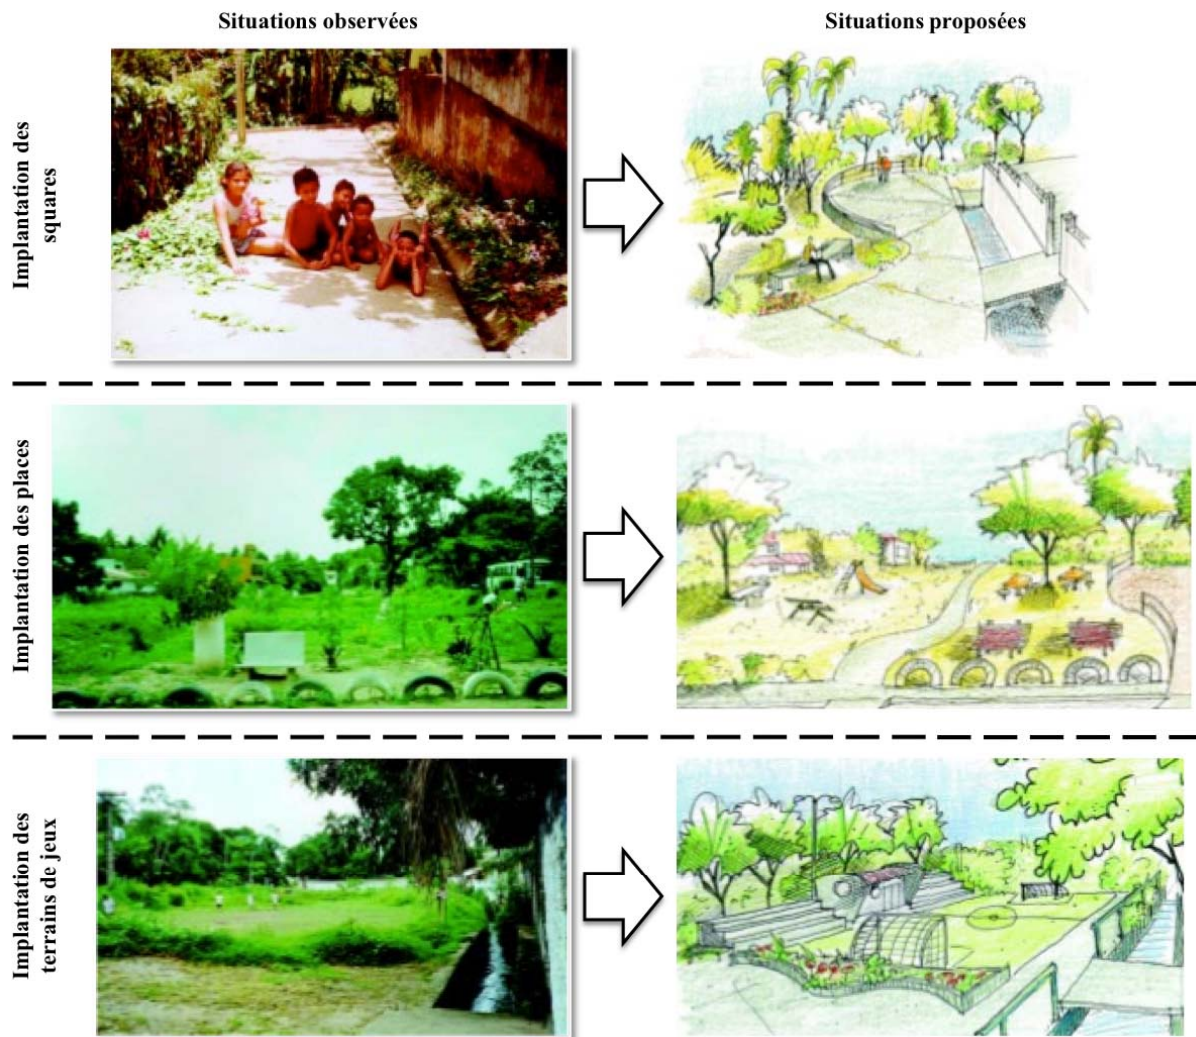 Situations observées
Situations proposées
Implantation des
squares
Implantation des places
Implantation des
terrains de jeux